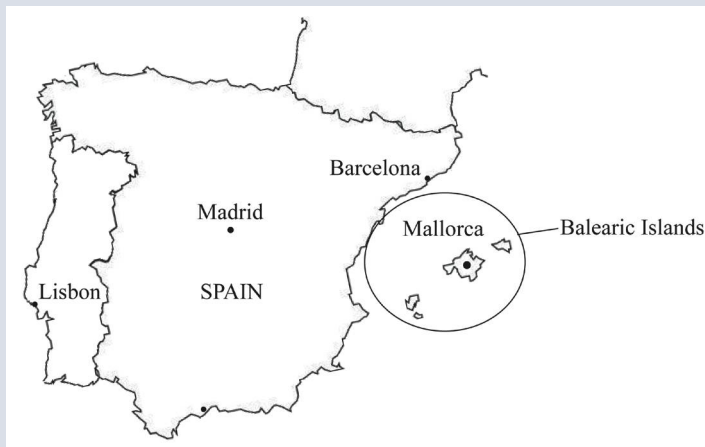 Barcelona
Madrid
Mallorca
Balearic Islands
Lisbon
SPAIN